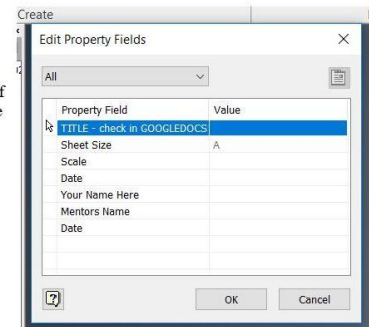 Create
Edit Property Fields
All
Property Field Value
TITLE - check in GOOGLEDOCS
Sheet Size A
Scale
Date
Your Name Here
Mentors Name
Date
OK Cancel